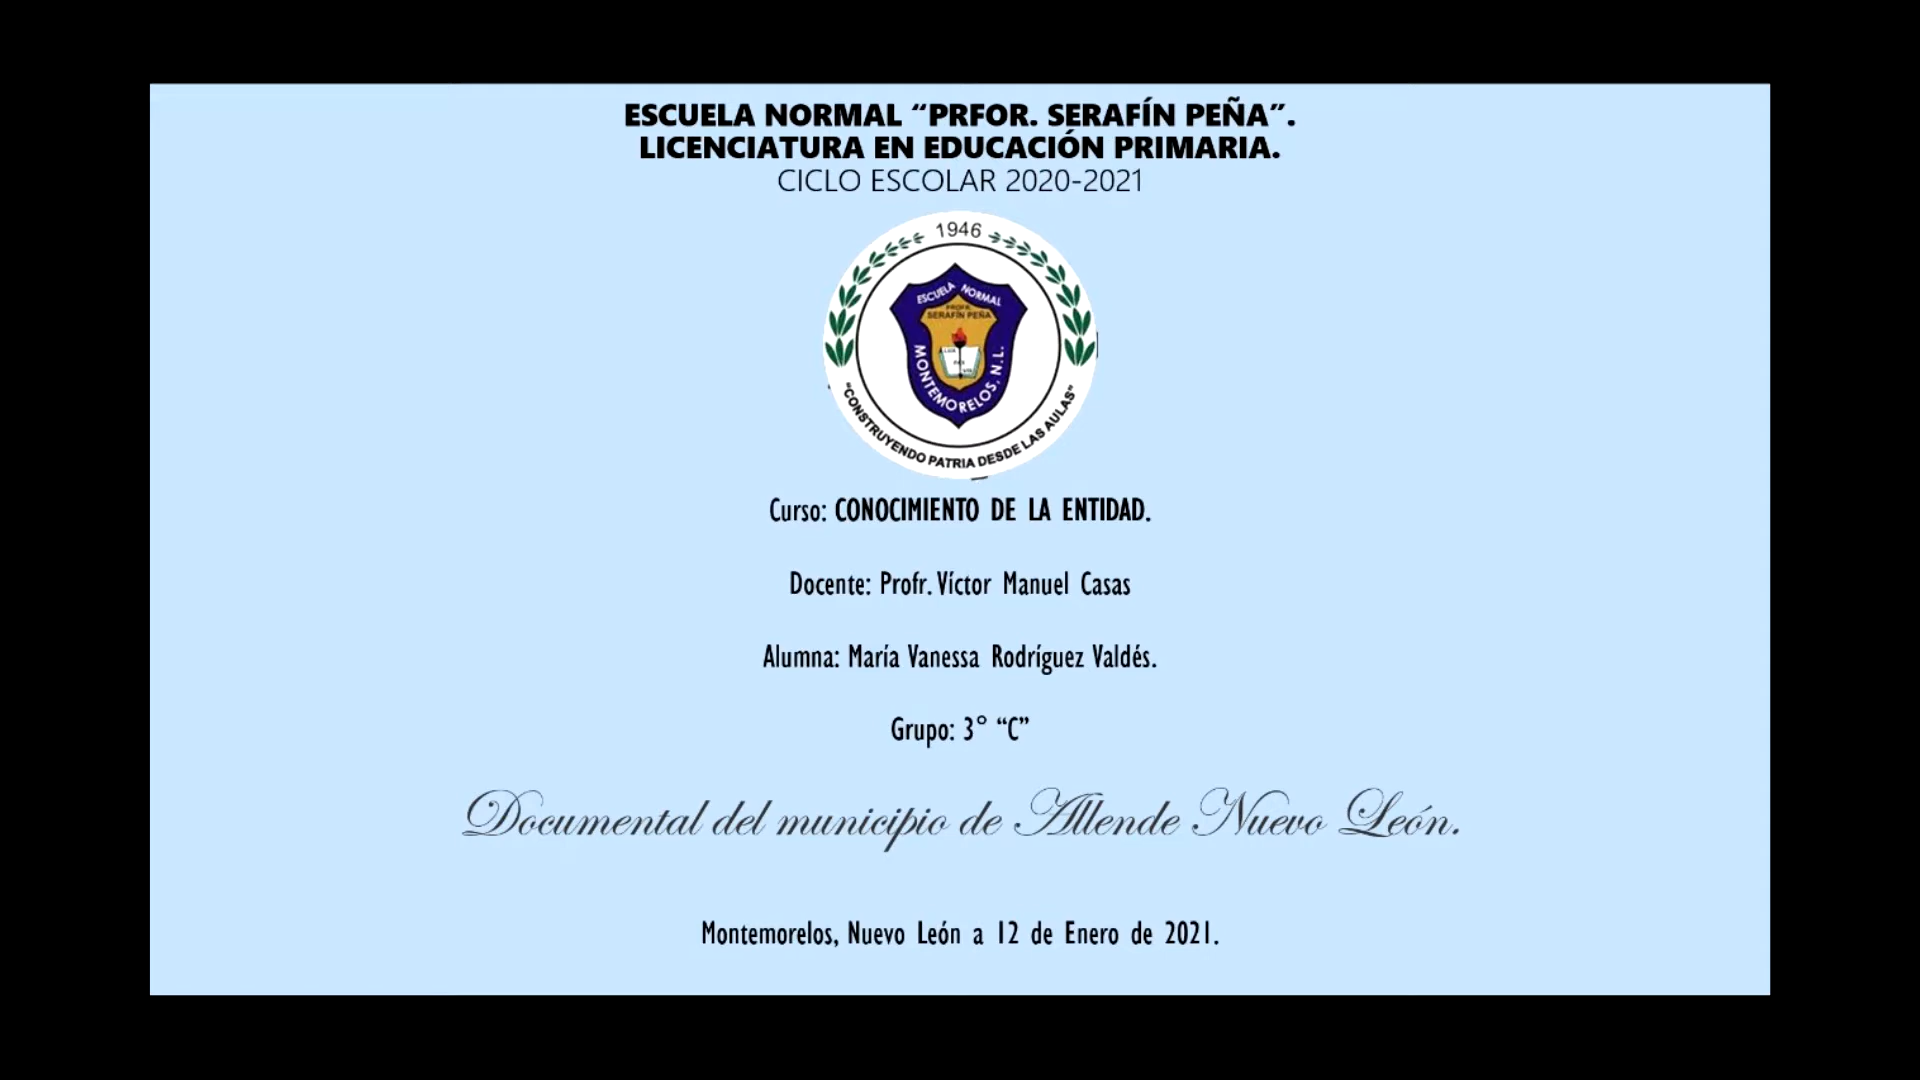 ESCUELA NORMAL “PRFOR. SERAFÍN PEÑA”.
LICENCIATURA EN EDUCACIÓN PRIMARIA.
CICLO ESCOLAR 2020-2021
1946
ESCUELA NORMAL
PROFR.
SERAFÍN PEÑA
MONTEMORELOS, N.L.
“CONSTRUYENDO PATRIA DESDE LAS AULAS”
Curso: CONOCIMIENTO DE LA ENTIDAD.
Docente: Profr. Víctor Manuel Casas
Alumna: María Vanessa Rodríguez Valdés.
Grupo: 3° “C”
Documental del municipio de Allende Nuevo León.
Montemorelos, Nuevo León a 12 de Enero de 2021.